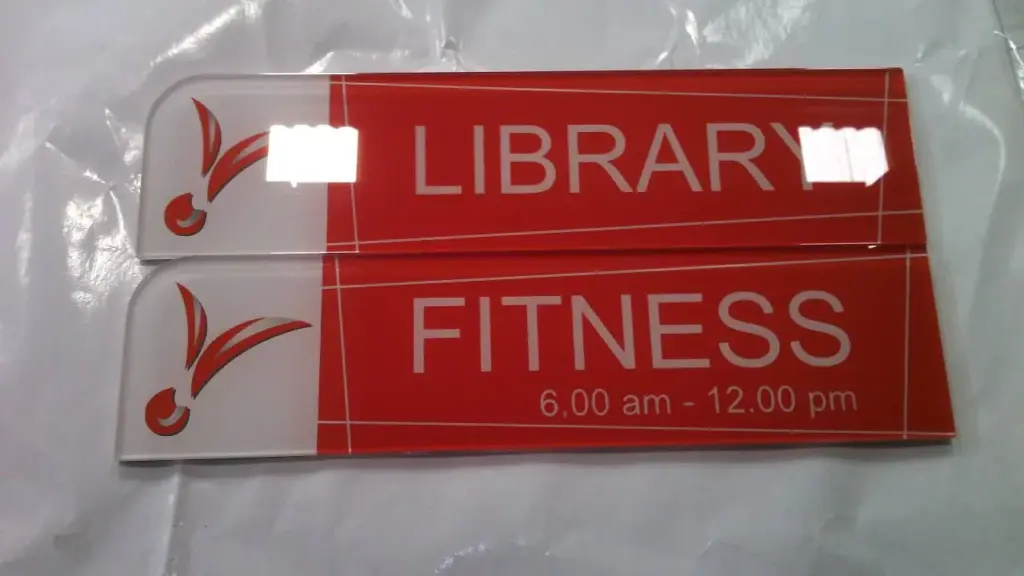 LIBRARY
FITNESS
6.00 am - 12.00 pm